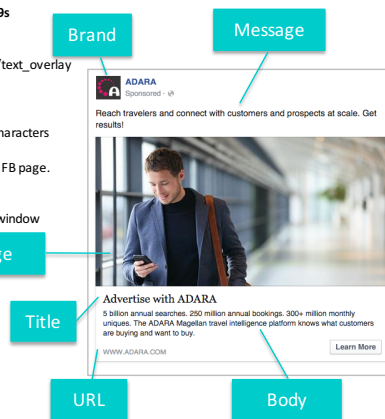 9s
Brand
Message
/text_overlay
ADARA
Sponsored ·
Reach travelers and connect with customers and prospects at scale. Get
results!
haracters
FB page.
window
ge
Advertise with ADARA
Title
5 billion annual searches. 250 million annual bookings. 300+ million monthly
uniques. The ADARA Magellan travel intelligence platform knows what customers
are buying and want to buy.
Learn More
WWW.ADARA.COM
URL
Body